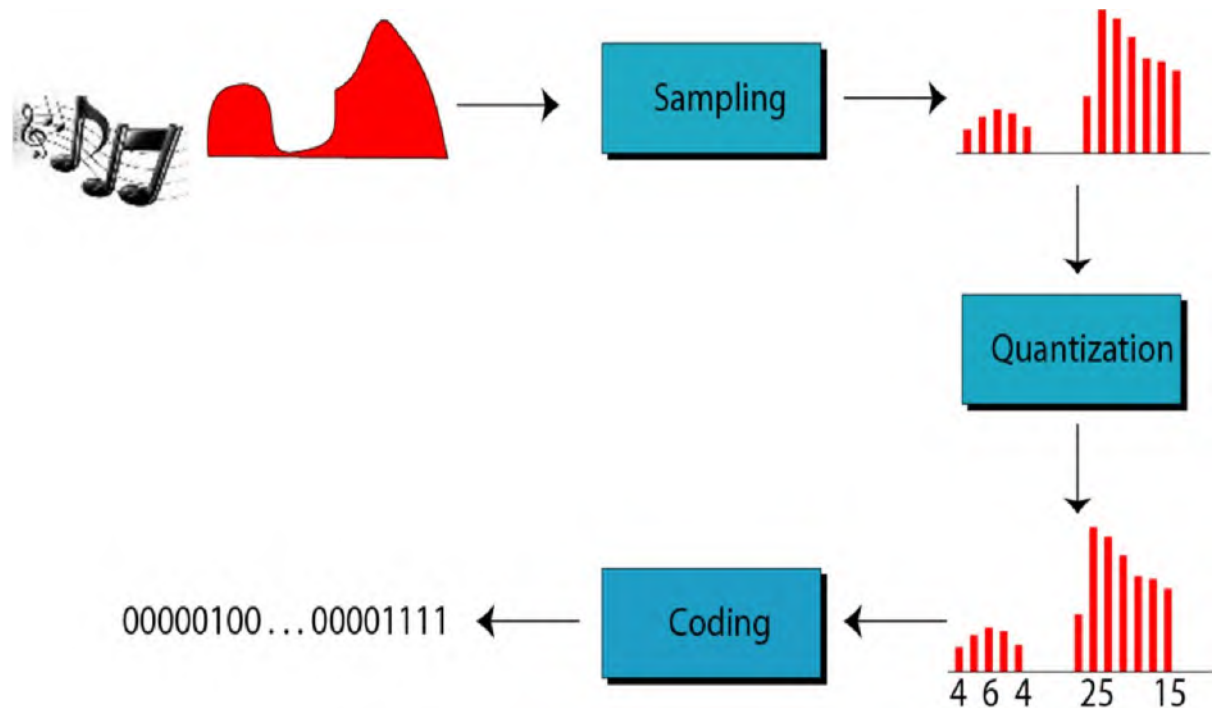 Sampling
Quantization
4 6 4 25 15
Coding
00000100...00001111